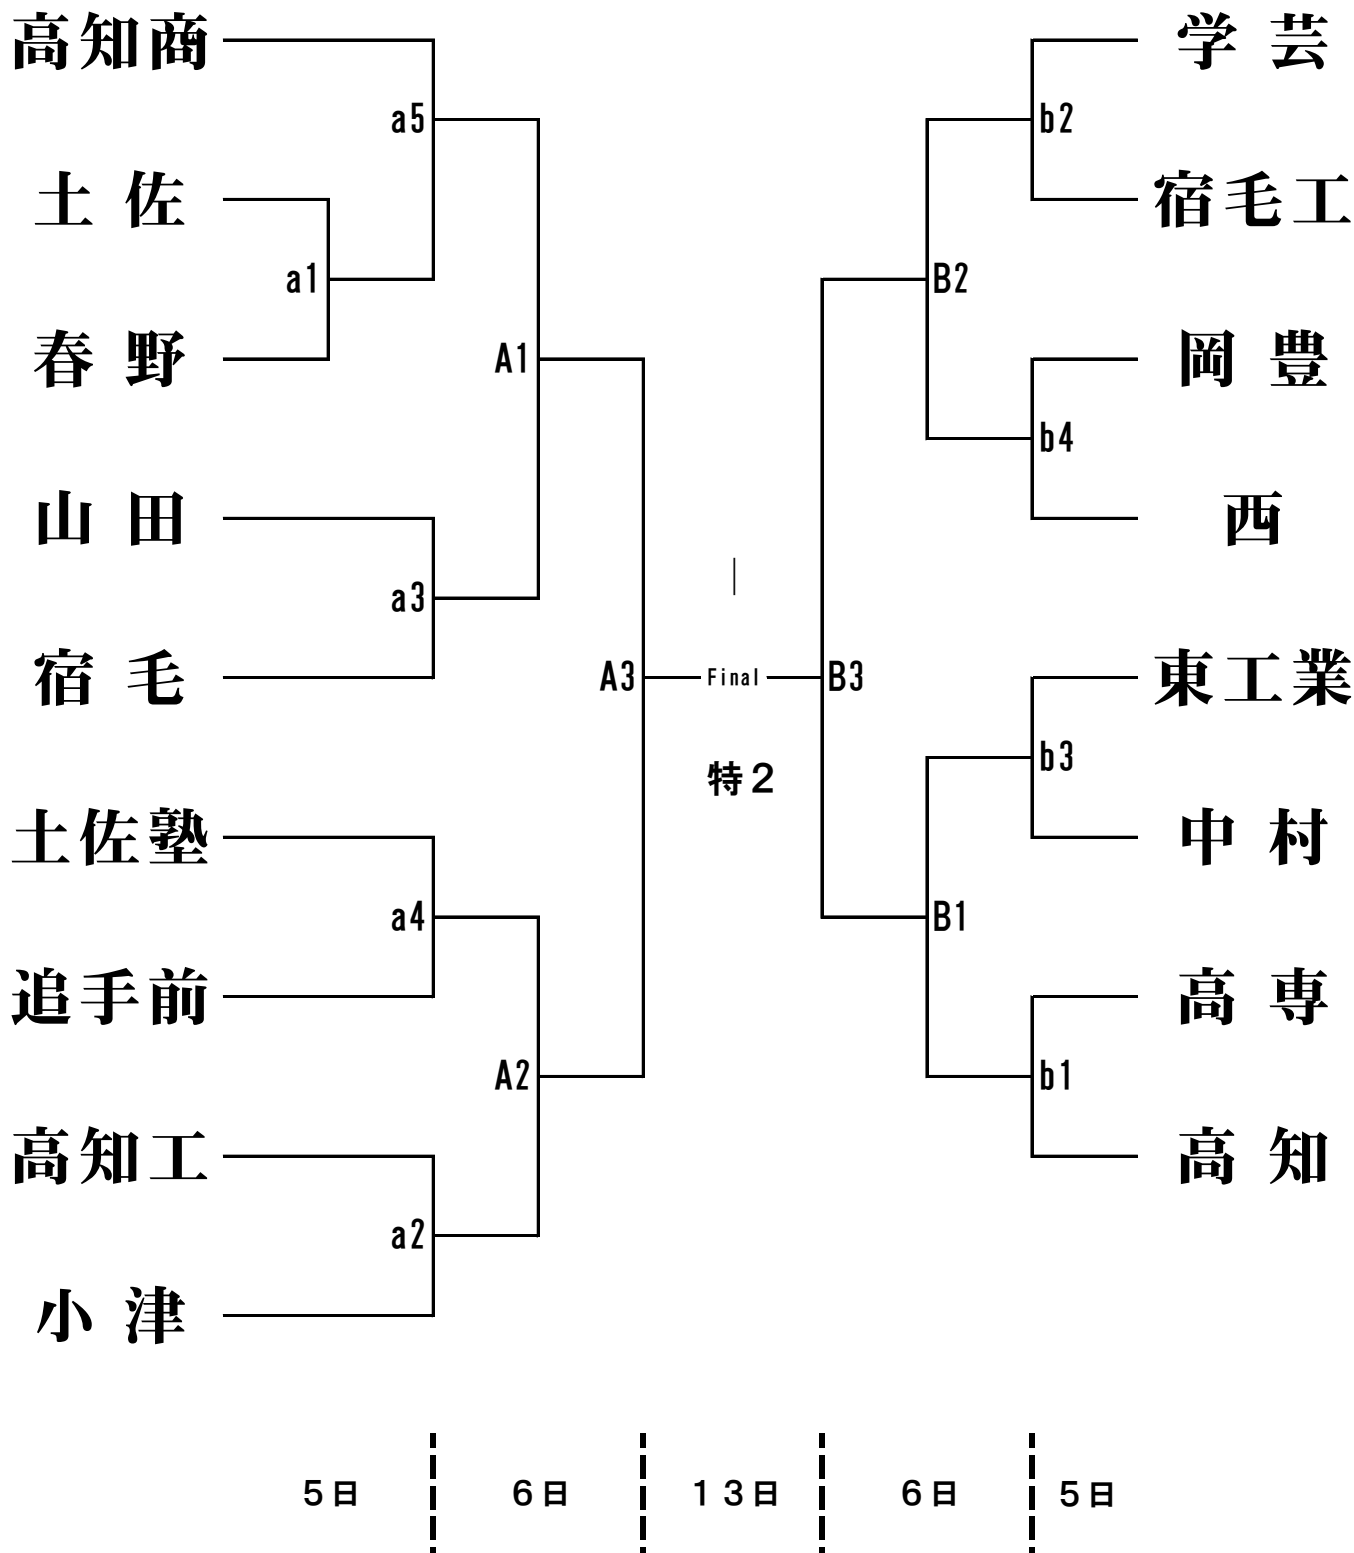 高知商
土佐
春野
山田
宿毛
土佐塾
追手前
高知工
小津
a5
a1
A1
a3
A3
a4
A2
a2
Final
特2
学芸
宿毛工
岡豊
西
東工業
中村
高専
高知
b2
B2
b4
B3
b3
B1
b1
5日 6日 13日 6日 5日